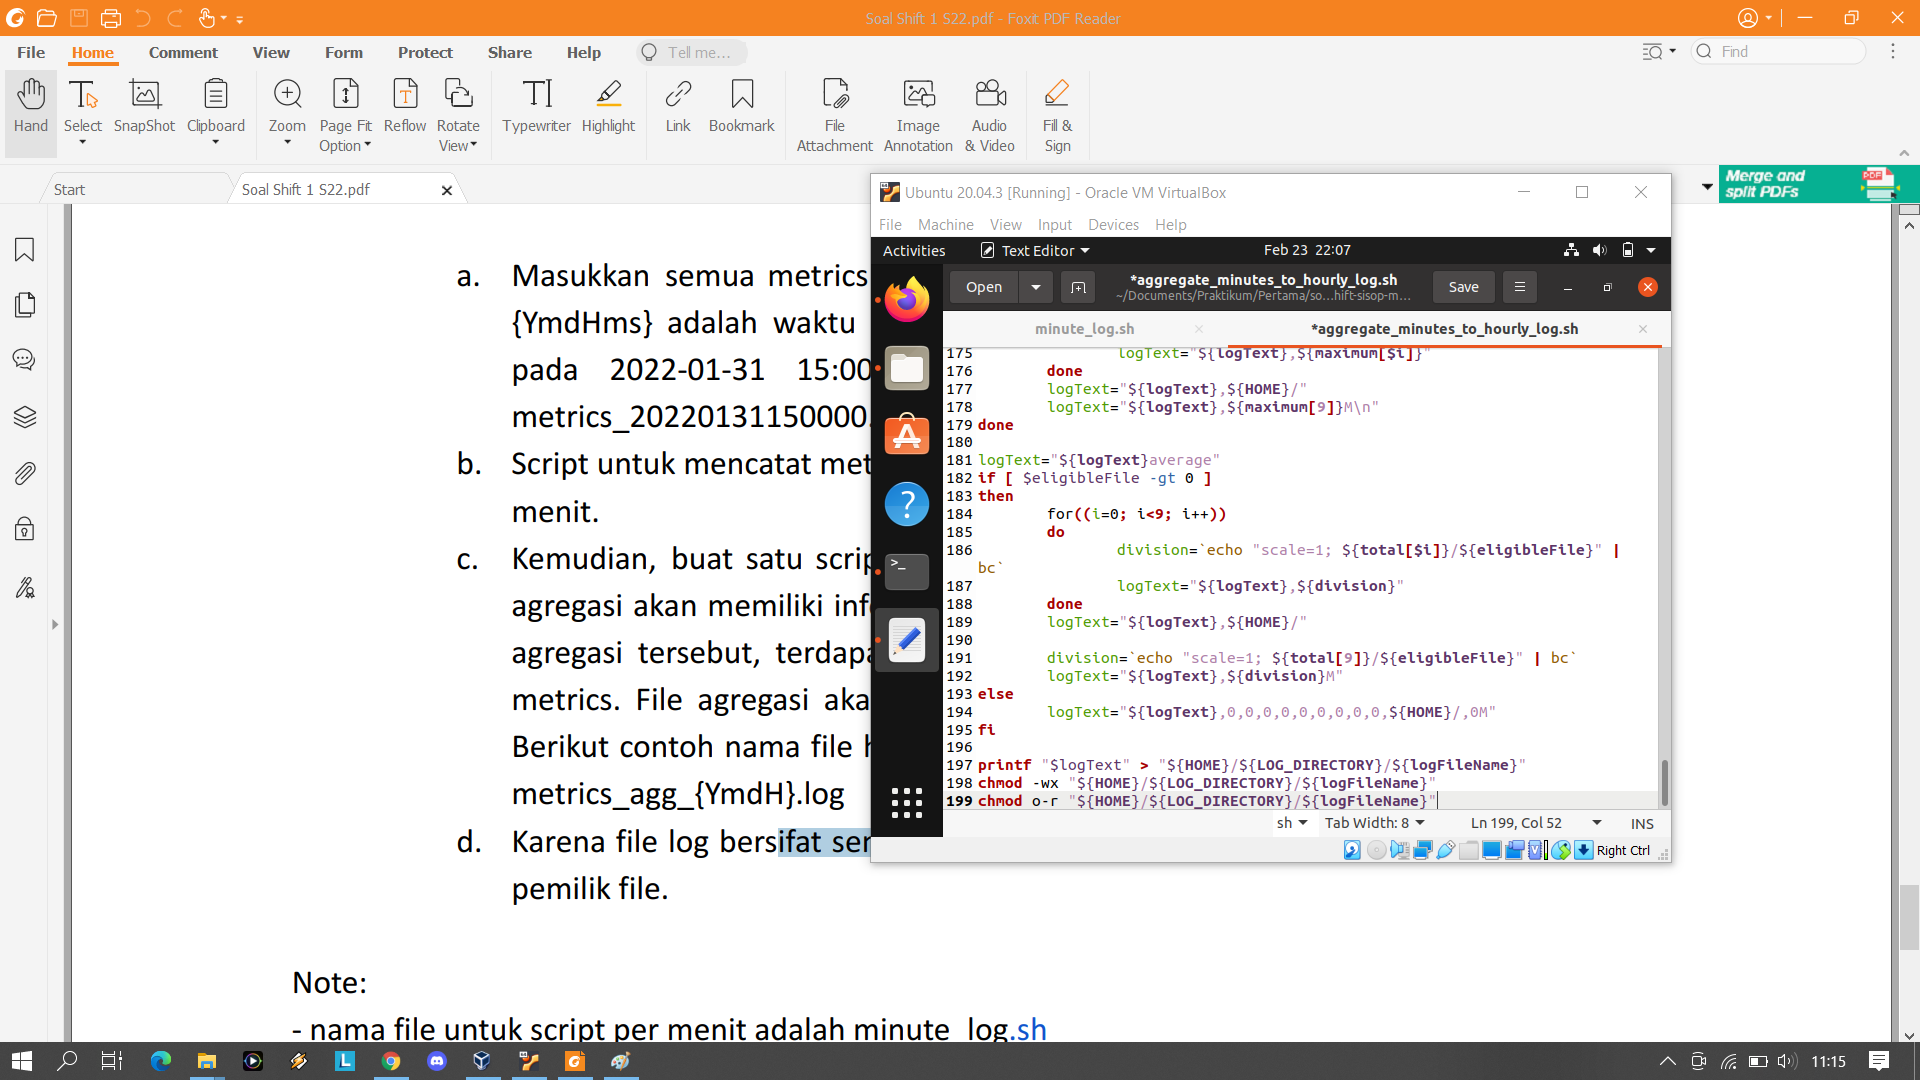 Soal Shift 1 S22.pdf - Foxit PDF Reader
File Home Comment View Form Protect Share Help Tell me... Find
Hand Select SnapShot Clipboard Zoom Page Fit Option Reflow Rotate View Typewriter Highlight Link Bookmark File Attachment Image Annotation Audio & Video Fill & Sign
Start Soal Shift 1 S22.pdf
Merge and split PDFs PDF
a. Masukkan semua metrics
{YmdHms} adalah waktu
pada 2022-01-31 15:00
metrics_20220131150000.
b. Script untuk mencatat met
menit.
c. Kemudian, buat satu scrip
agregasi akan memiliki inf
agregasi tersebut, terdapa
metrics. File agregasi aka
Berikut contoh nama file h
metrics_agg_{YmdH}.log
d. Karena file log bersifat ser
pemilik file.
Note:
- nama file untuk script per menit adalah minute_log.sh
Ubuntu 20.04.3 [Running] - Oracle VM VirtualBox
File Machine View Input Devices Help
Activities Text Editor Feb 23 22:07
Open *aggregate_minutes_to_hourly_log.sh Save
~/Documents/Praktikum/Pertama/so...hift-sisop-m...
minute_log.sh *aggregate_minutes_to_hourly_log.sh
175 logText="${logText},${maximum[$i]}"
176 done
177 logText="${logText},${HOME}/"
178 logText="${logText},${maximum[9]}M\n"
179 done
180
181 logText="${logText}average"
182 if [ $eligibleFile -gt 0 ]
183 then
184 for((i=0; i<9; i++))
185 do
186 division=`echo "scale=1; ${total[$i]}/${eligibleFile}" |
bc`
187 logText="${logText},${division}"
188 done
189 logText="${logText},${HOME}/"
190
191 division=`echo "scale=1; ${total[9]}/${eligibleFile}" | bc`
192 logText="${logText},${division}M"
193 else
194 logText="${logText},0,0,0,0,0,0,0,0,0,${HOME}/,0M"
195 fi
196
197 printf "$logText" > "${HOME}/${LOG_DIRECTORY}/${logFileName}"
198 chmod -wx "${HOME}/${LOG_DIRECTORY}/${logFileName}"
199 chmod o-r "${HOME}/${LOG_DIRECTORY}/${logFileName}"
sh Tab Width: 8 Ln 199, Col 52 INS
Right Ctrl
11:15